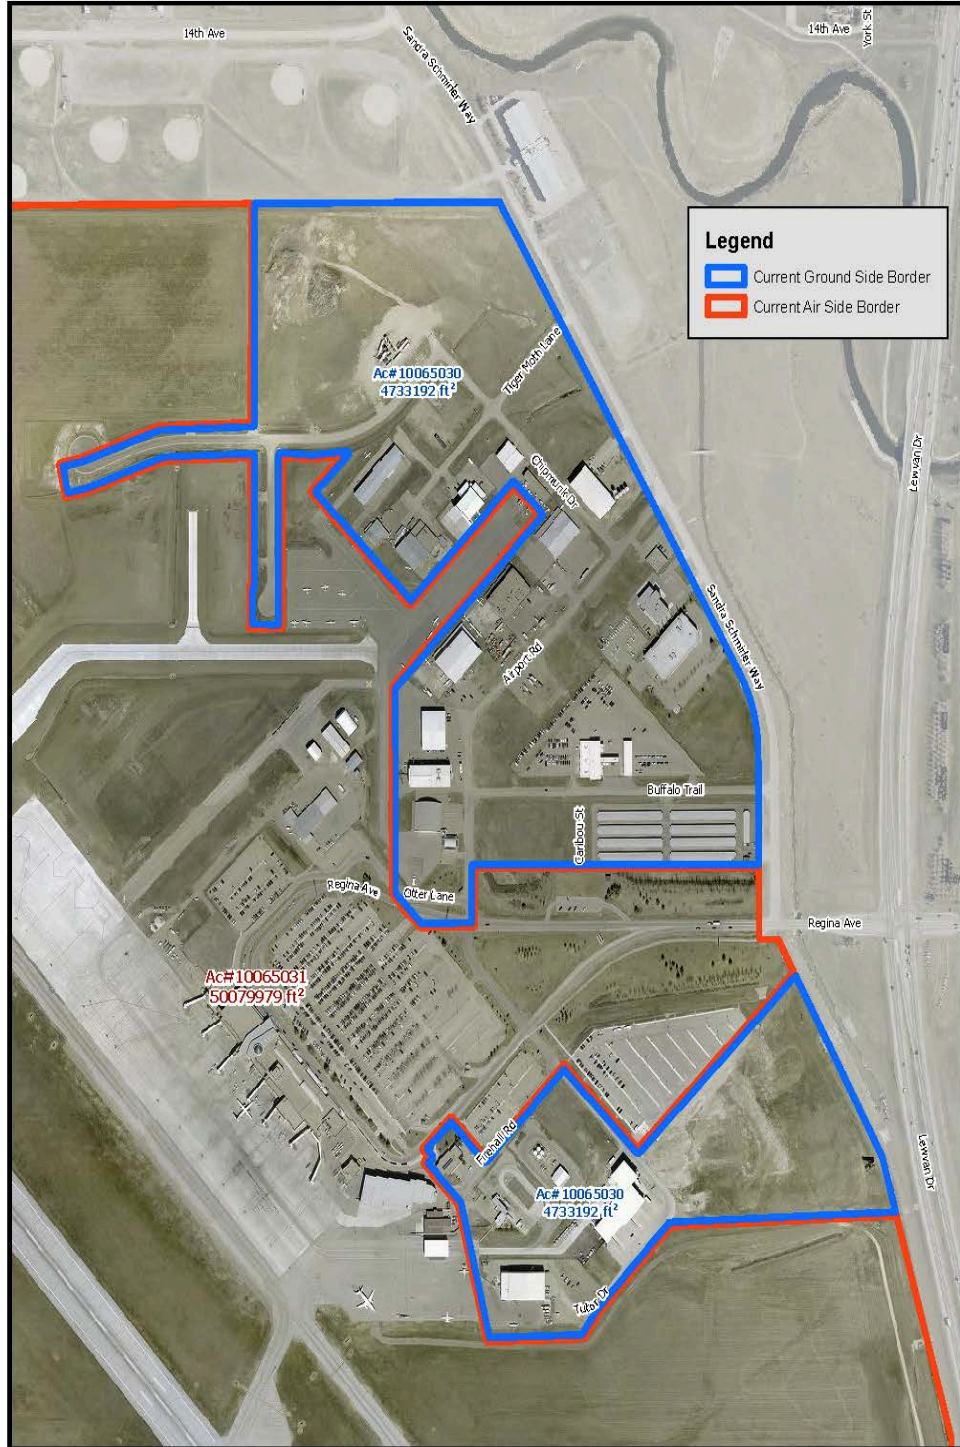 14th Ave
14th Ave
York St
Sandra Schmirler Way
Legend
Current Ground Side Border
Current Air Side Border
Tiger Moth Lane
Ac# 10065030
4733192 ft²
Lewvan Dr
Chipmunk Dr
Sandra Schmirler Way
Airport Rd
Buffalo Trail
Caribou St
Regina Ave
Otter Lane
Regina Ave
Ac# 10065031
50079979 ft²
Firehall Rd
Ac# 10065030
4733192 ft²
Lewvan Dr
Tutor Dr